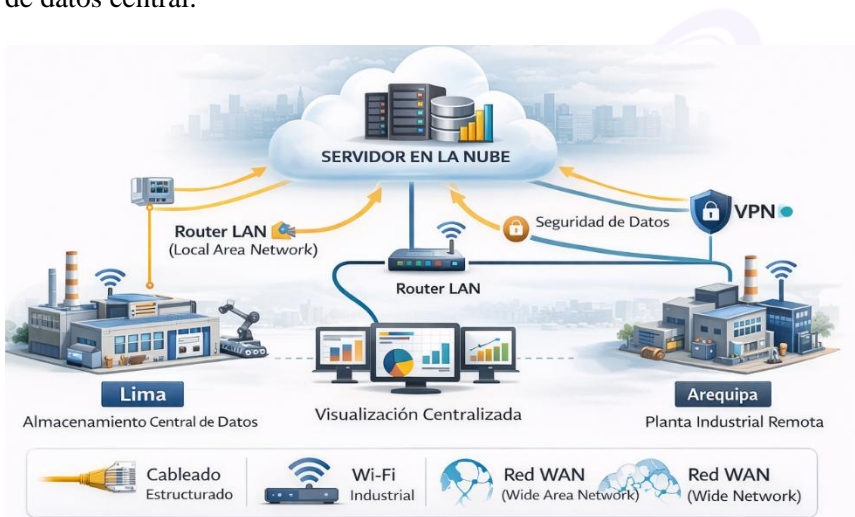 de datos central.
SERVIDOR EN LA NUBE
Router LAN
(Local Area Network)
Seguridad de Datos
VPN
Router LAN
Lima
Almacenamiento Central de Datos
Visualización Centralizada
Arequipa
Planta Industrial Remota
Cableado
Estructurado
Wi-Fi
Industrial
Red WAN
(Wide Area Network)
Red WAN
(Wide Network)